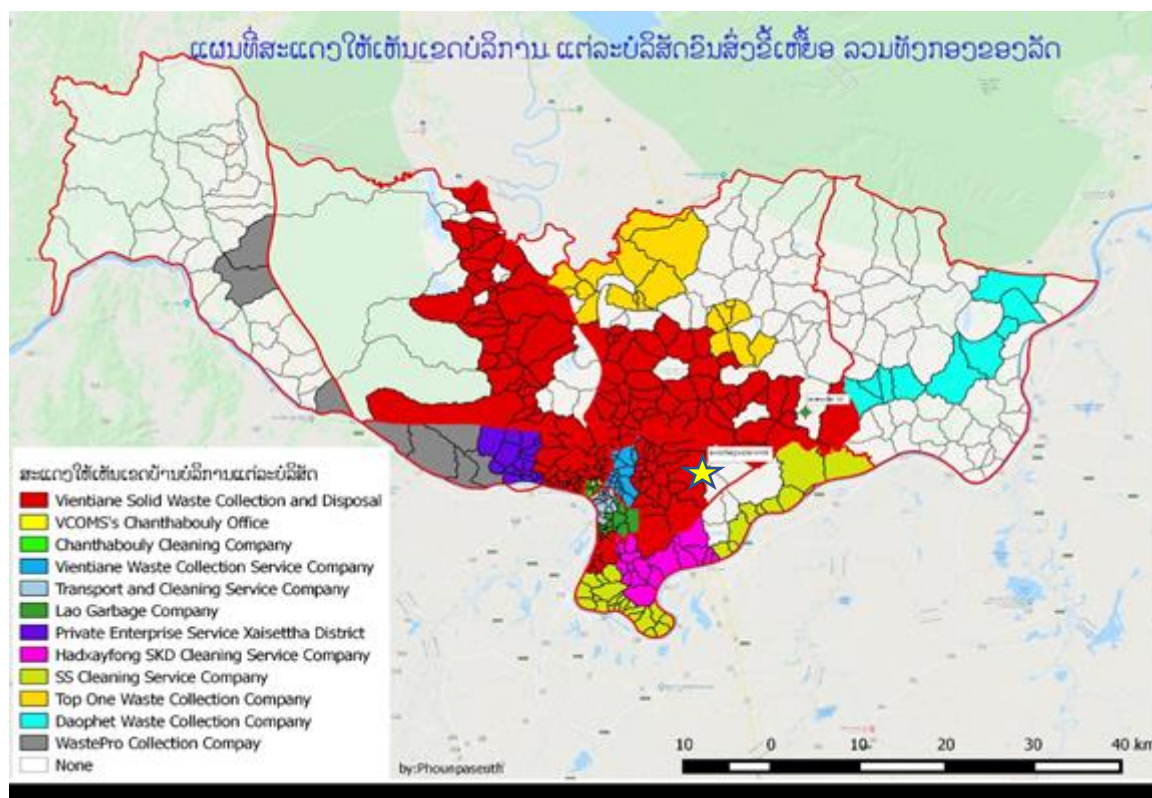 ແຜນທີ່ສະແດງໃຫ້ເຫັນເຂດບໍລິການ ແຕ່ລະບໍລິສັດຂົນສົ່ງຂີ້ເຫຍື້ອ ລວມທັງກອງຂອງລັດ
ສະແດງໃຫ້ເຫັນເຂດບ້ານບໍລິການແຕ່ລະບໍລິສັດ
Vientiane Solid Waste Collection and Disposal
VCOMS's Chanthabouly Office
Chanthabouly Cleaning Company
Vientiane Waste Collection Service Company
Transport and Cleaning Service Company
Lao Garbage Company
Private Enterprise Service Xaisettha District
Hadxayfong SKD Cleaning Service Company
SS Cleaning Service Company
Top One Waste Collection Company
Daophet Waste Collection Company
WastePro Collection Compay
None
by:Phounpaseuth
10 0 10 20 30 40 km